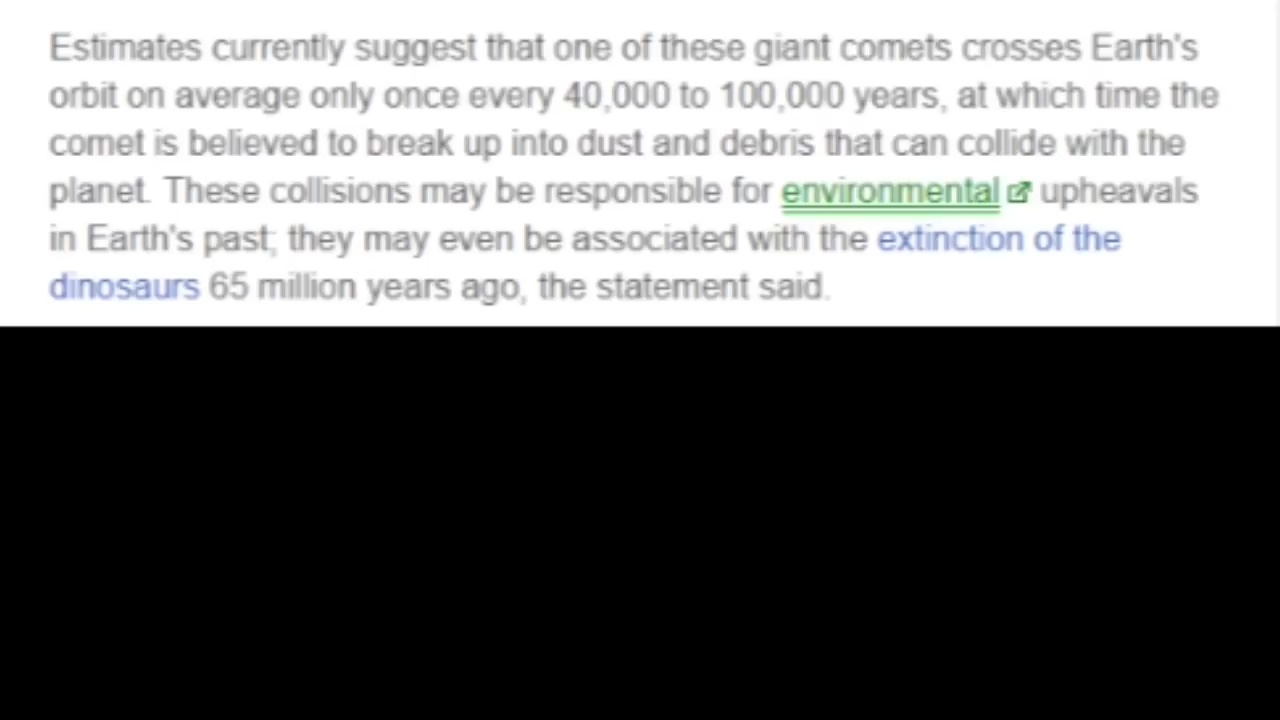 Estimates currently suggest that one of these giant comets crosses Earth's
orbit on average only once every 40,000 to 100,000 years, at which time the
comet is believed to break up into dust and debris that can collide with the
planet. These collisions may be responsible for environmental upheavals
in Earth's past; they may even be associated with the extinction of the
dinosaurs 65 million years ago, the statement said.